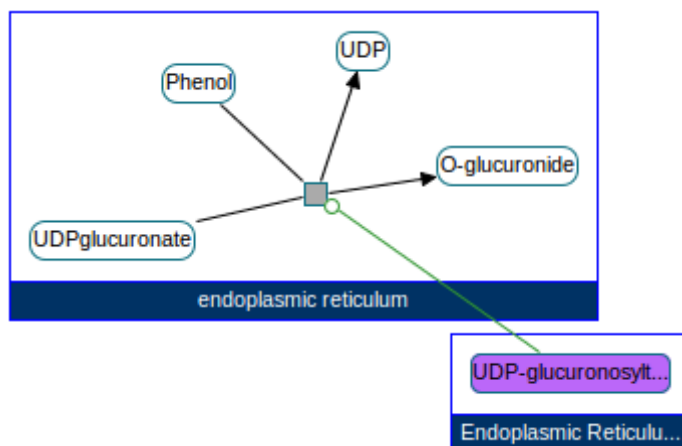 UDP
Phenol
O-glucuronide
UDPglucuronate
endoplasmic reticulum
UDP-glucuronosylt...
Endoplasmic Reticulu...